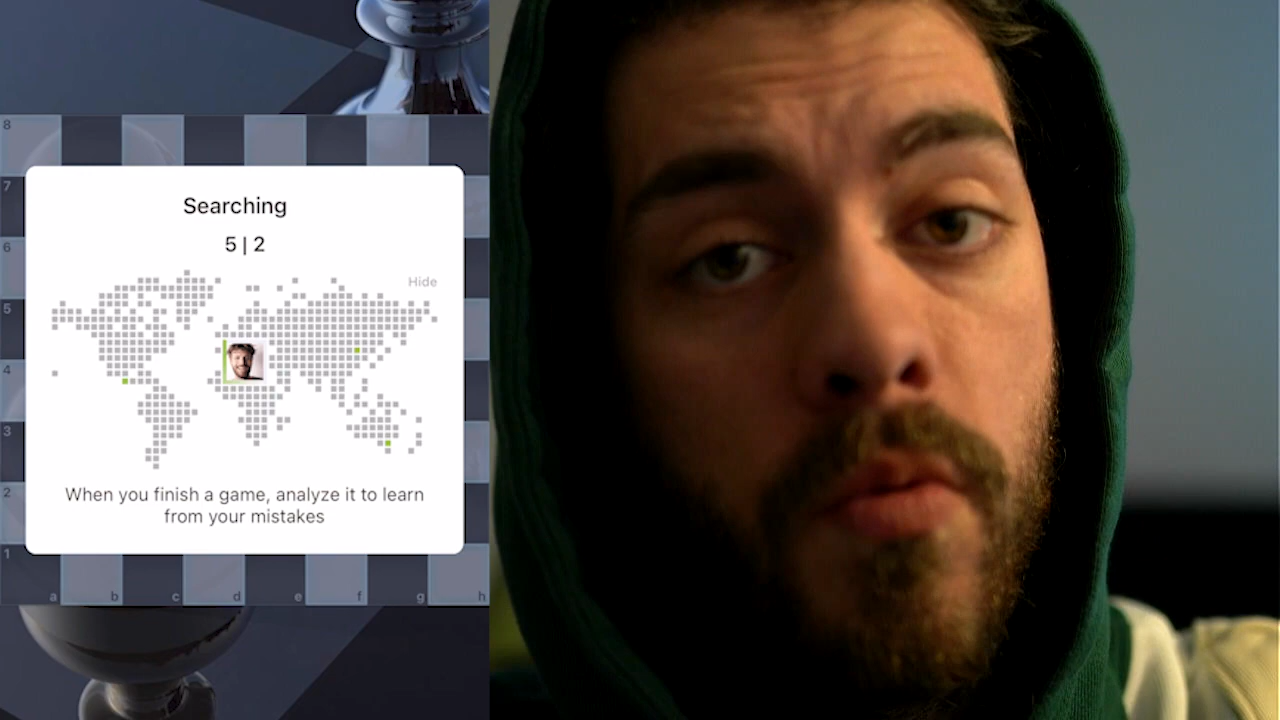 8
Searching
7
5 | 2
6
Hide
5
4
3
When you finish a game, analyze it to learn
2
from your mistakes
1
a b c d e f g h